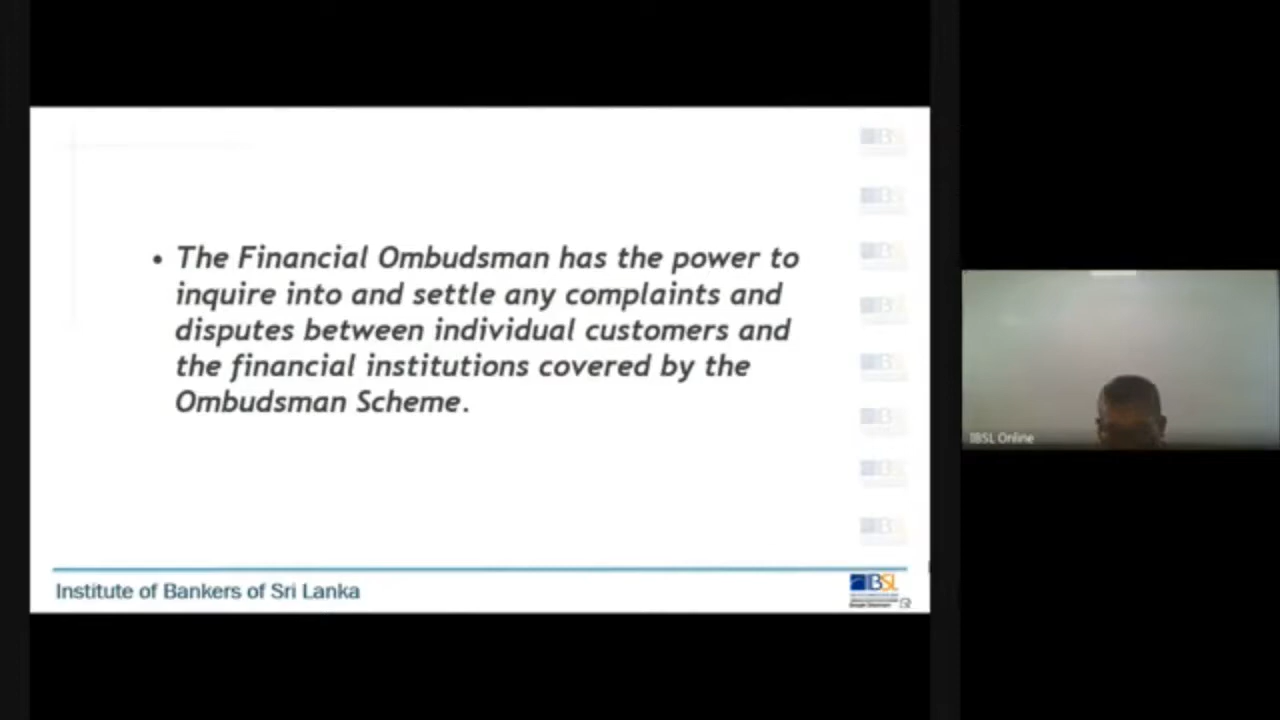 • The Financial Ombudsman has the power to
inquire into and settle any complaints and
disputes between individual customers and
the financial institutions covered by the
Ombudsman Scheme.
Institute of Bankers of Sri Lanka
IBSL
IBSL Online